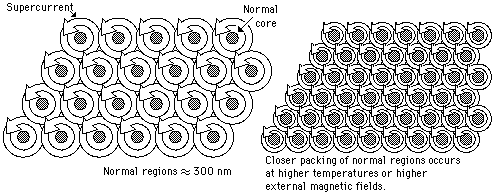 Supercurrent
Normal
core
Normal regions ≈ 300 nm
Closer packing of normal regions occurs
at higher temperatures or higher
external magnetic fields.